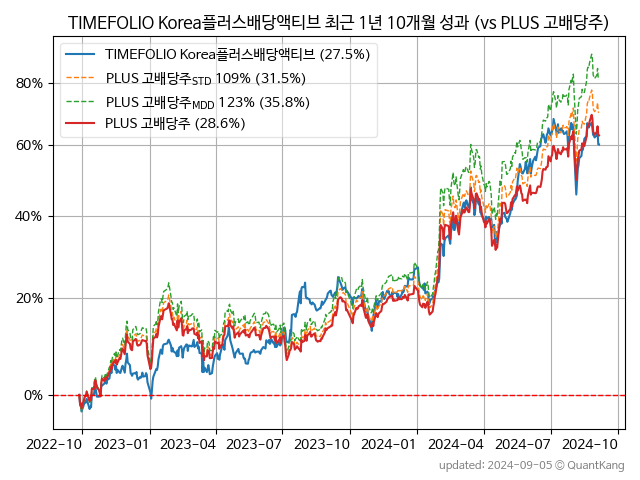 TIMEFOLIO Korea플러스배당액티브 최근 1년 10개월 성과 (vs PLUS 고배당주)
TIMEFOLIO Korea플러스배당액티브 (27.5%)
PLUS 고배당주STD 109% (31.5%)
PLUS 고배당주MDD 123% (35.8%)
PLUS 고배당주 (28.6%)
80%
60%
40%
20%
0%
2022-10 2023-01 2023-04 2023-07 2023-10 2024-01 2024-04 2024-07 2024-10
updated: 2024-09-05 © QuantKang